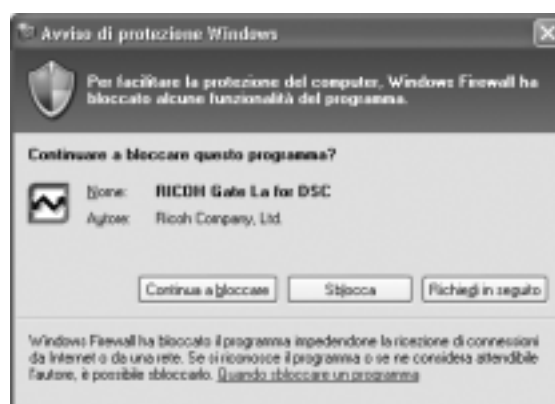 Avviso di protezione Windows
Per facilitare la protezione del computer, Windows Firewall ha
bloccato alcune funzionalità del programma.
Continuare a bloccare questo programma?
Nome: RICOH Gate La for DSC
Autore: Ricoh Company, Ltd.
Continua a bloccare Sblocca Richiedi in seguito
Windows Firewall ha bloccato il programma impedendone la ricezione di connessioni
da Internet o da una rete. Se si riconosce il programma o se ne considera attendibile
l'autore, è possibile sbloccarlo. Quando sbloccare un programma